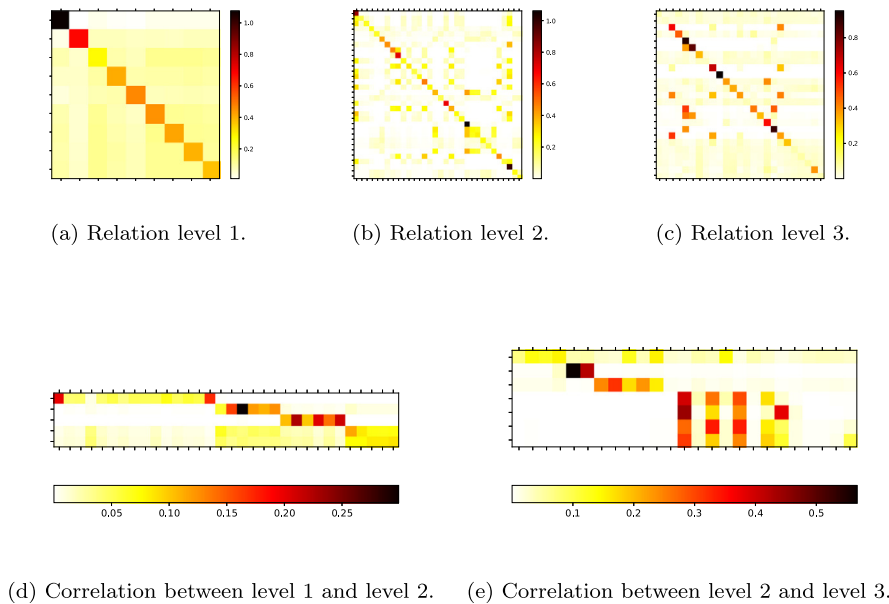 1.0
0.8
0.6
0.4
0.2
1.0
0.8
0.6
0.4
0.2
0.8
0.6
0.4
0.2
(a) Relation level 1.
(b) Relation level 2.
(c) Relation level 3.
0.05 0.10 0.15 0.20 0.25
0.1 0.2 0.3 0.4 0.5
(d) Correlation between level 1 and level 2.
(e) Correlation between level 2 and level 3.